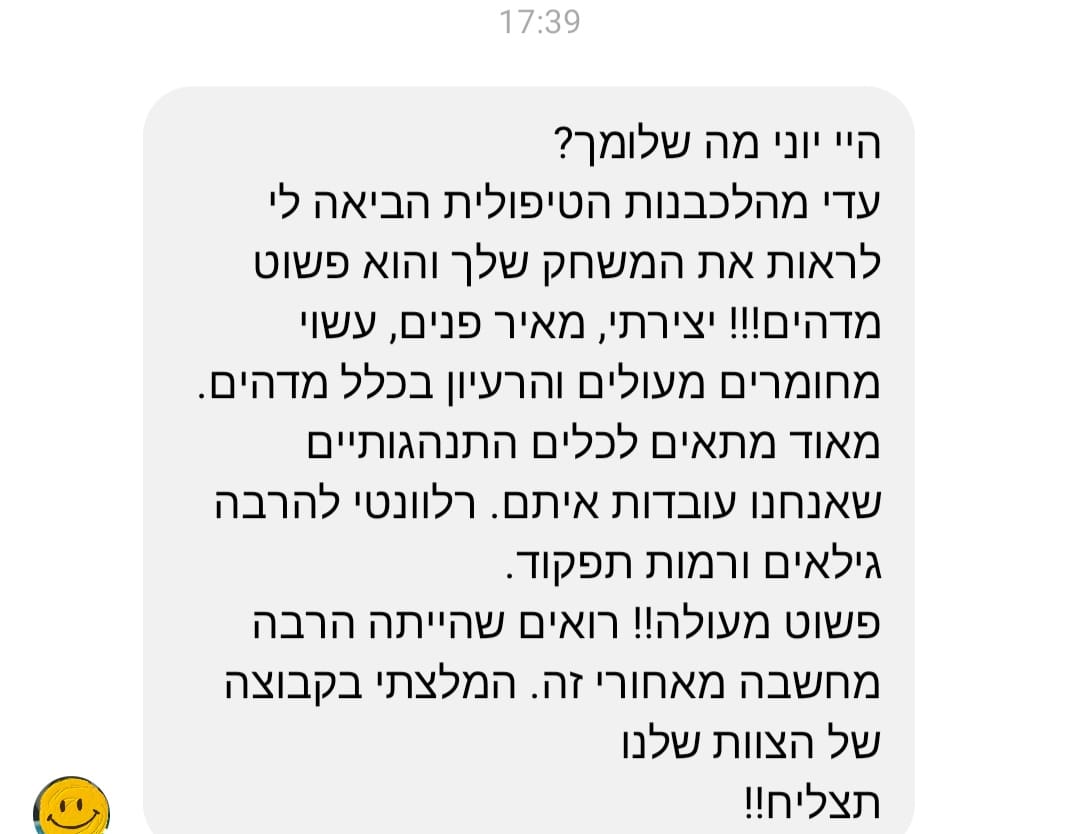 17:39
היי יוני מה שלומך?
עדי מהלכבנות הטיפולית הביאה לי
לראות את המשחק שלך והוא פשוט
מדהים!!! יצירתי, מאיר פנים, עשוי
מחומרים מעולים והרעיון בכלל מדהים.
מאוד מתאים לכלים התנהגותיים
שאנחנו עובדות איתם. רלוונטי להרבה
גילאים ורמות תפקוד.
פשוט מעולה!! רואים שהייתה הרבה
מחשבה מאחורי זה. המלצתי בקבוצה
של הצוות שלנו
תצליח!!